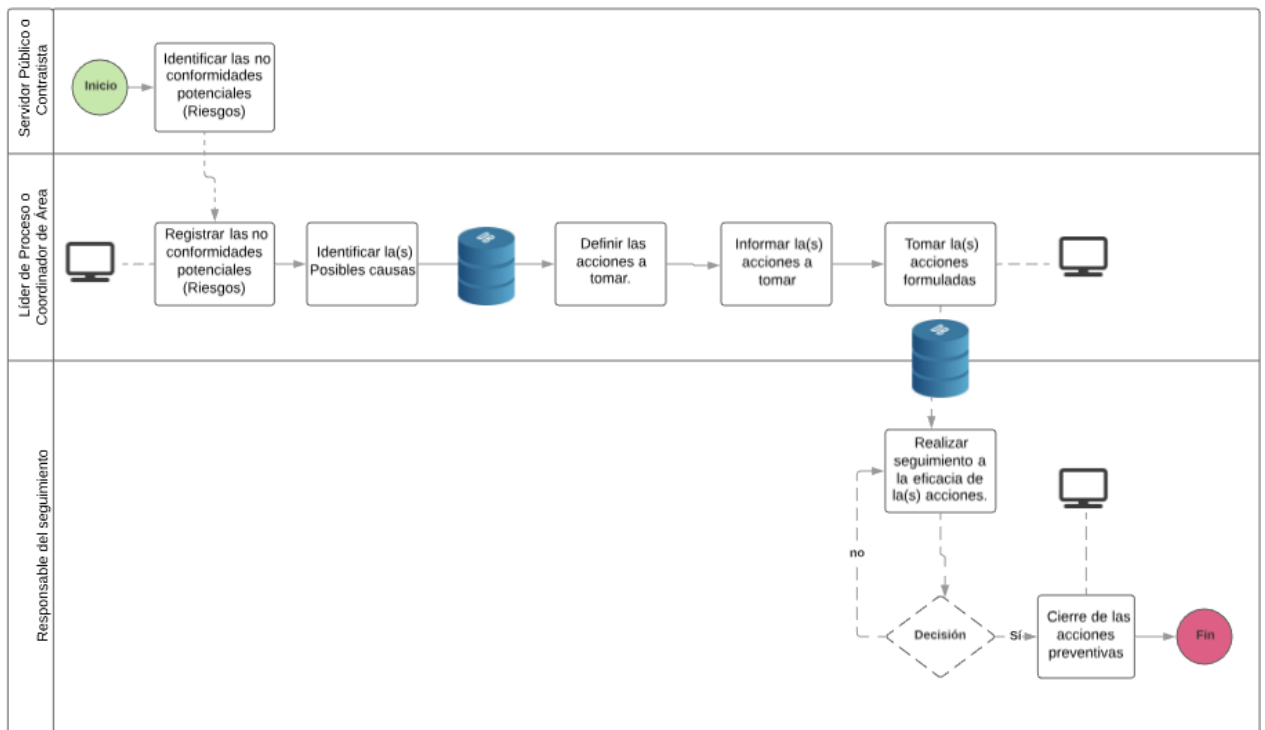 Servidor Público o
Contratista
Inicio
Identificar las no
conformidades
potenciales
(Riesgos)
Líder de Proceso o
Coordinador de Área
Registrar las no
conformidades
potenciales
(Riesgos)
Identificar la(s)
Posibles causas
Definir las
acciones a
tomar.
Informar la(s)
acciones a
tomar
Tomar la(s)
acciones
formuladas
Responsable del seguimiento
Realizar
seguimiento a
la eficacia de
la(s) acciones.
no
Decisión
Sí
Cierre de las
acciones
preventivas
Fin